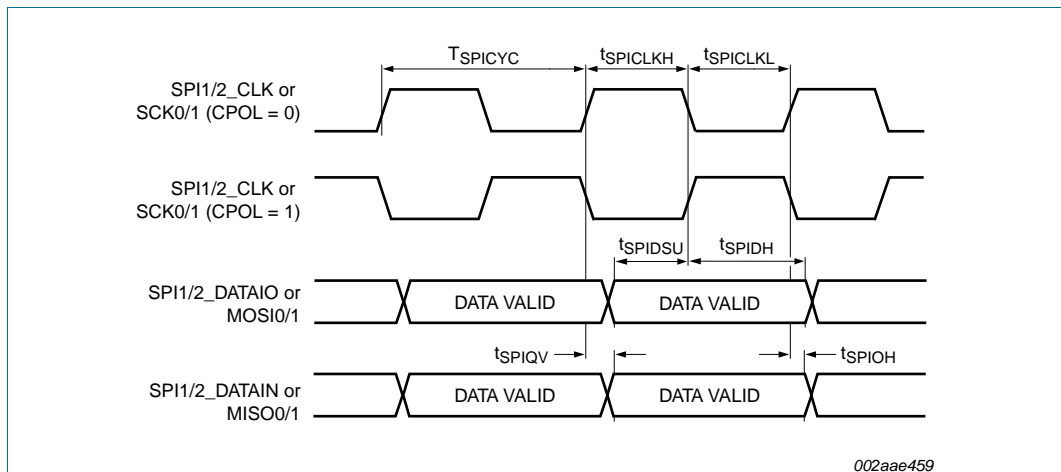 TSPICYC tSPICLKH tSPICLKL
SPI1/2_CLK or
SCK0/1 (CPOL = 0)
SPI1/2_CLK or
SCK0/1 (CPOL = 1)
tSPIDSU tSPIDH
SPI1/2_DATAIO or
MOSI0/1
DATA VALID DATA VALID
tSPIQV tSPIOH
SPI1/2_DATAIN or
MISO0/1
DATA VALID DATA VALID
002aae459